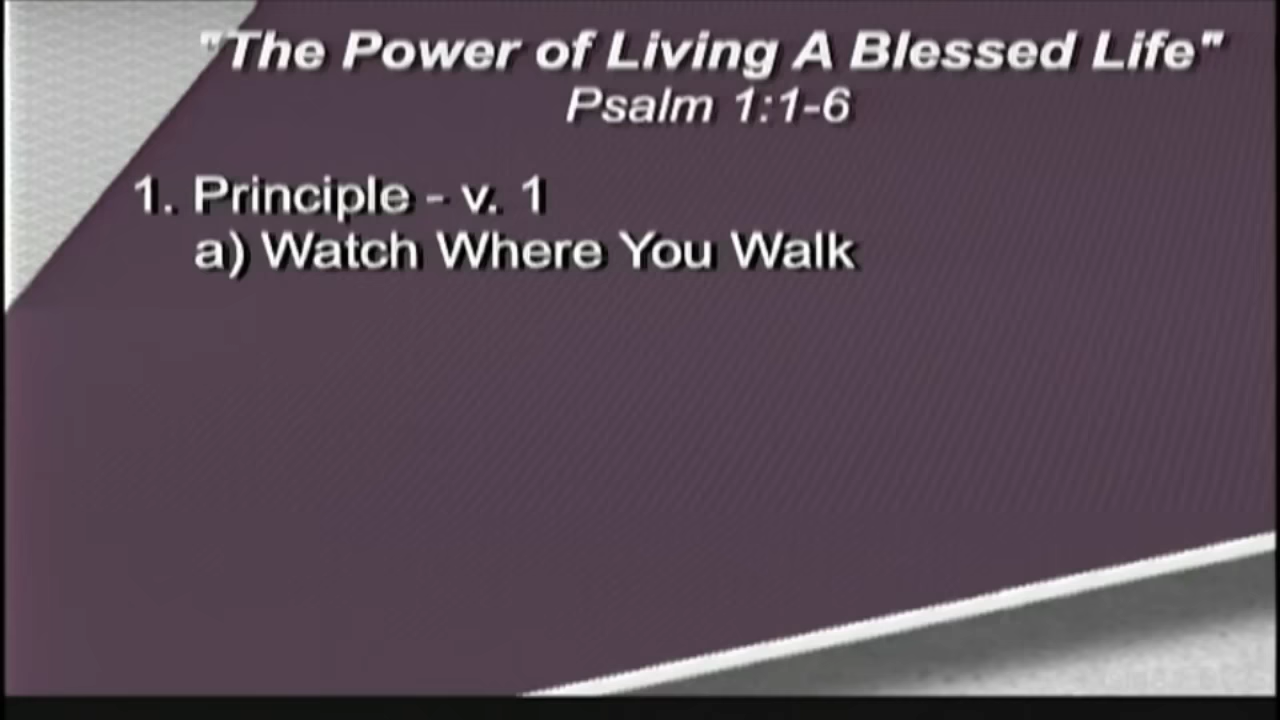 "The Power of Living A Blessed Life"
Psalm 1:1-6
1. Principle - v. 1
a) Watch Where You Walk